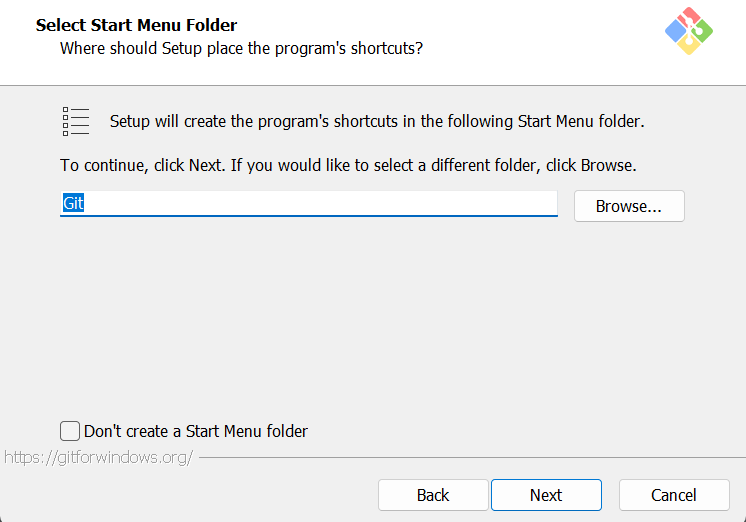 Select Start Menu Folder
Where should Setup place the program's shortcuts?
Setup will create the program's shortcuts in the following Start Menu folder.
To continue, click Next. If you would like to select a different folder, click Browse.
Git
Browse...
Don't create a Start Menu folder
https://gitforwindows.org/
Back
Next
Cancel